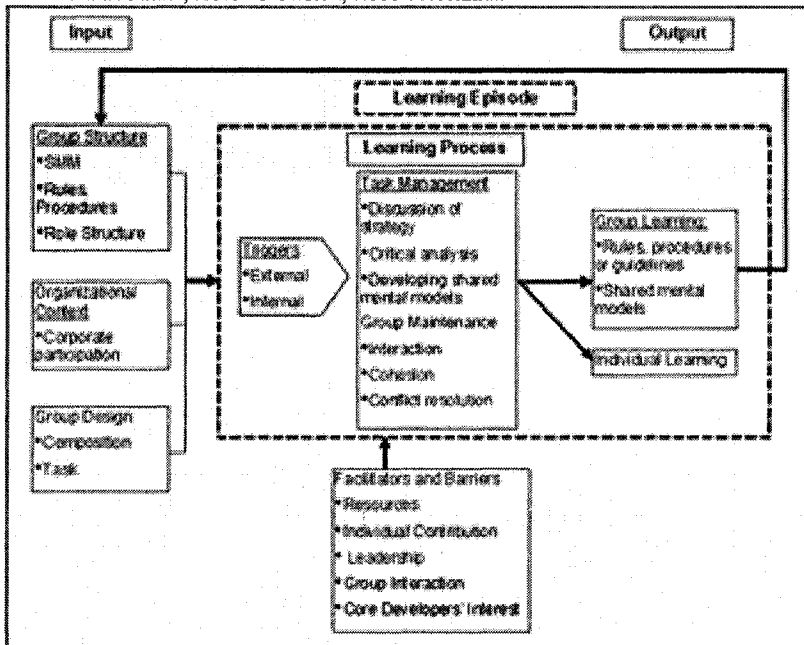 Input
Output
Learning Episode
Group Structure
*SMM
*Rules,
Procedures
*Role Structure
Organizational
Context
*Corporate
participation
Group Design
*Composition
*Task
Learning Process
Triggers
*External
*Internal
Task Management
*Discussion of
strategy
*Critical analysis
*Developing shared
mental models
Group Maintenance
*Interaction
*Cohesion
*Conflict resolution
Group Learning:
*Rules, procedures
or guidelines
*Shared mental
models
Individual Learning
Facilitators and Barriers
*Resources
*Individual Contribution
*Leadership
*Group Interaction
*Core Developers' Interest